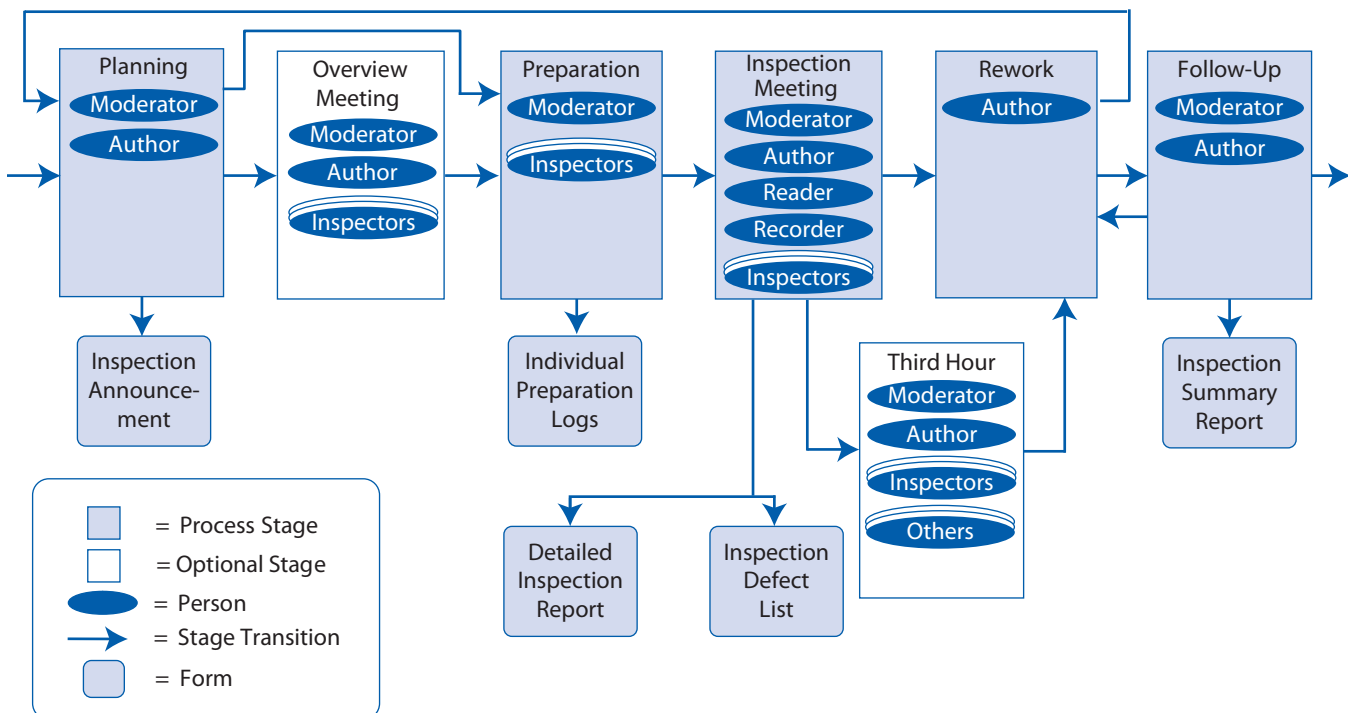 Planning
Moderator
Author
Overview
Meeting
Moderator
Author
Inspectors
Preparation
Moderator
Inspectors
Inspection
Meeting
Moderator
Author
Reader
Recorder
Inspectors
Rework
Author
Follow-Up
Moderator
Author
Inspection
Announce-
ment
Individual
Preparation
Logs
Third Hour
Moderator
Author
Inspectors
Others
Inspection
Summary
Report
Detailed
Inspection
Report
Inspection
Defect
List
= Process Stage
= Optional Stage
= Person
= Stage Transition
= Form